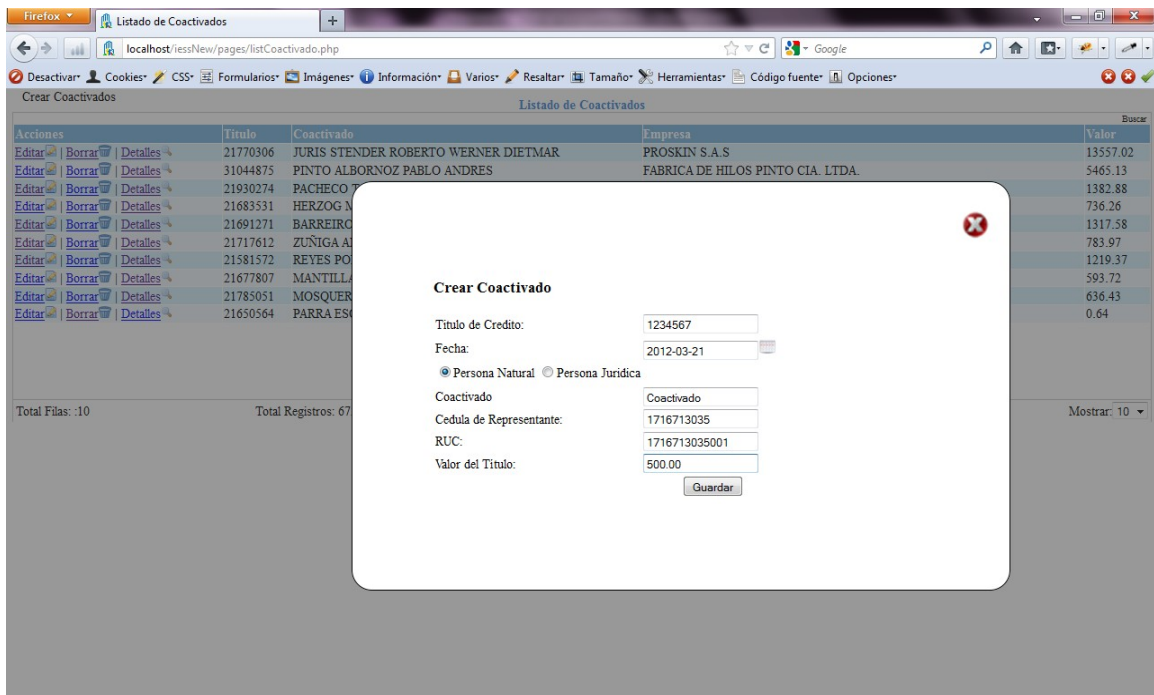 Firefox
Listado de Coactivados
localhost/iessNew/pages/listCoactivado.php
Google
Desactivar Cookies CSS Formularios Imágenes Información Varios Resaltar Tamaño Herramientas Código fuente Opciones
Crear Coactivados
Listado de Coactivados
Buscar
Acciones Titulo Coactivado Empresa Valor
Editar | Borrar | Detalles 21770306 JURIS STENDER ROBERTO WERNER DIETMAR PROSKIN S.A.S 13557.02
Editar | Borrar | Detalles 31044875 PINTO ALBORNOZ PABLO ANDRES FABRICA DE HILOS PINTO CIA. LTDA. 5465.13
Editar | Borrar | Detalles 21930274 PACHECO 1382.88
Editar | Borrar | Detalles 21683531 HERZOG 736.26
Editar | Borrar | Detalles 21691271 BARREIRO 1317.58
Editar | Borrar | Detalles 21717612 ZUÑIGA 783.97
Editar | Borrar | Detalles 21581572 REYES 1219.37
Editar | Borrar | Detalles 21677807 MANTILL 593.72
Editar | Borrar | Detalles 21785051 MOSQUER 636.43
Editar | Borrar | Detalles 21650564 PARRA 0.64
Crear Coactivado
Titulo de Credito: 1234567
Fecha: 2012-03-21
Persona Natural Persona Juridica
Coactivado Coactivado
Cedula de Representante: 1716713035
RUC: 1716713035001
Valor del Titulo: 500.00
Guardar
Total Filas: :10 Total Registros: 67 Mostrar: 10